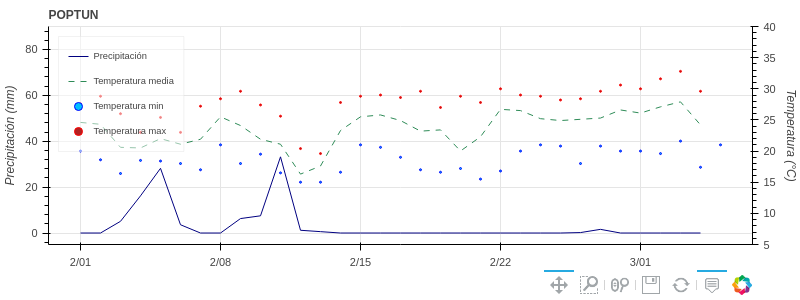 POPTUN
Precipitación (mm)
80
60
40
20
0
Precipitación
Temperatura media
Temperatura min
Temperatura max
40
35
30
25
20
15
10
5
Temperatura (°C)
2/01
2/08
2/15
2/22
3/01